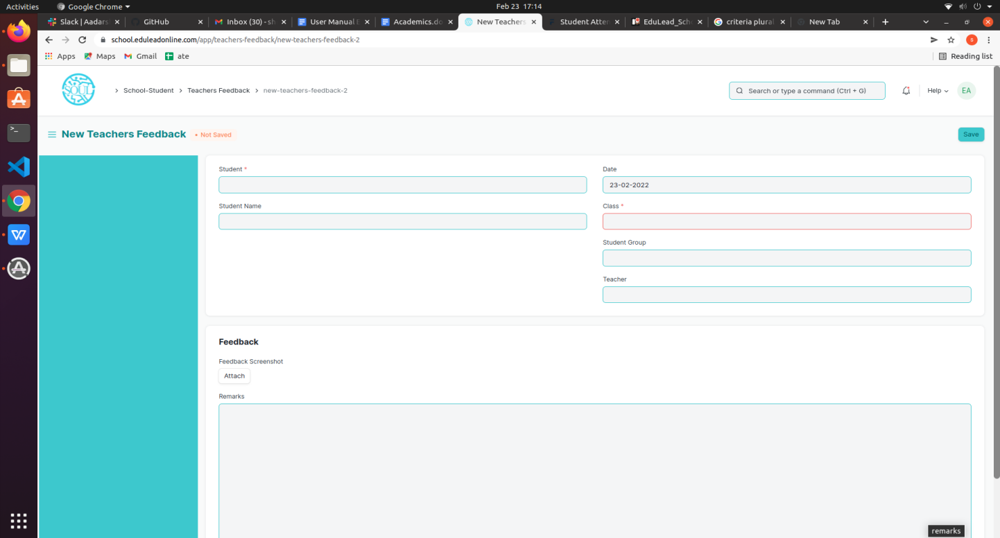 Activities Google Chrome Feb 23 17:14
Slack | Aadars GitHub Inbox (30) - sh User Manual E Academics.do New Teachers Student Atten EduLead_Scho criteria plural New Tab
school.eduleadonline.com/app/teachers-feedback/new-teachers-feedback-2
Apps Maps Gmail ate Reading list
SOUL School-Student Teachers Feedback new-teachers-feedback-2 Search or type a command (Ctrl + G) Help EA
New Teachers Feedback • Not Saved Save
Student * Date
23-02-2022
Student Name Class *
Student Group
Teacher
Feedback
Feedback Screenshot
Attach
Remarks
remarks